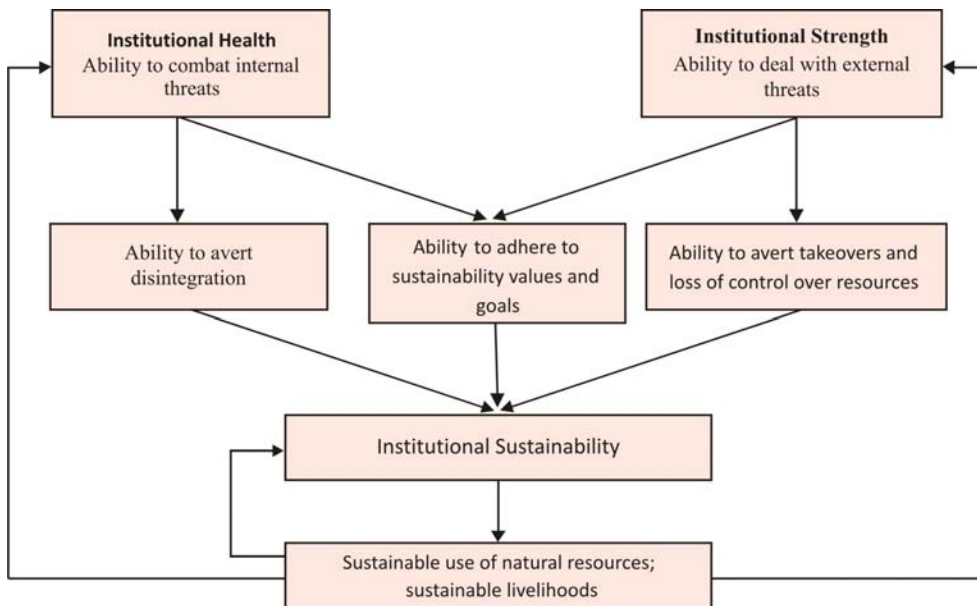 Institutional Health
Ability to combat internal
threats
Institutional Strength
Ability to deal with external
threats
Ability to avert
disintegration
Ability to adhere to
sustainability values and
goals
Ability to avert takeovers and
loss of control over resources
Institutional Sustainability
Sustainable use of natural resources;
sustainable livelihoods